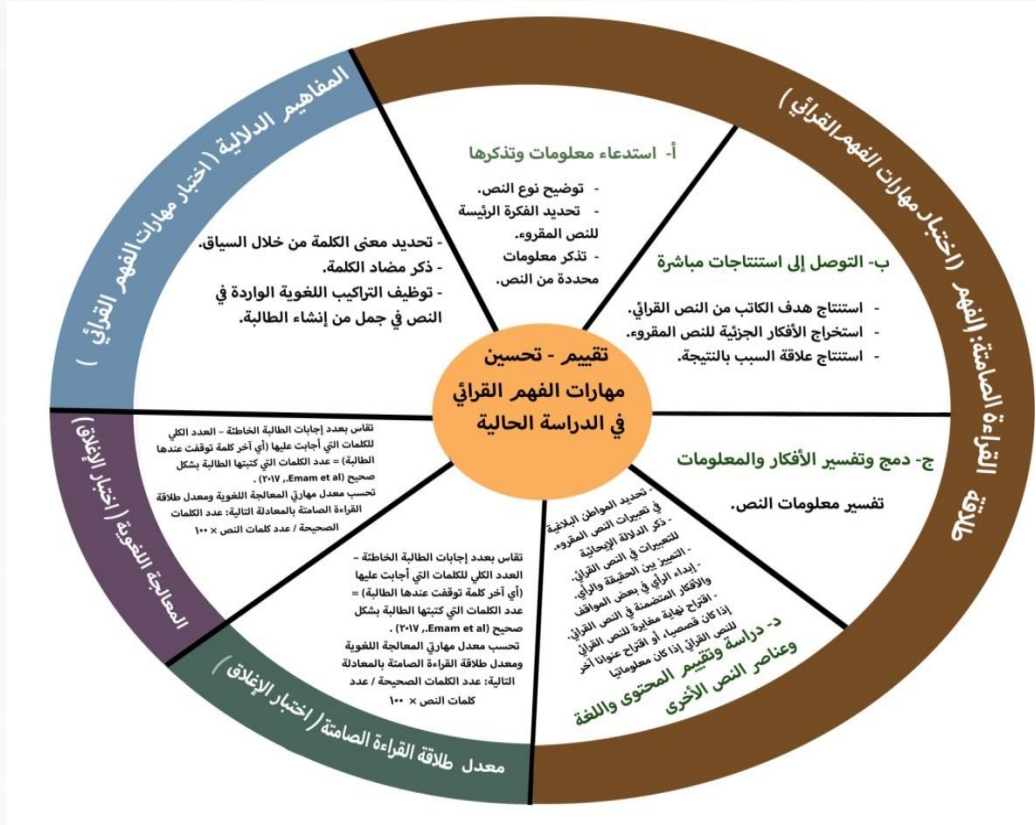 تقييم - تحسين
مهارات الفهم القرائي
في الدراسة الحالية
طلاقة القراءة الصامتة: الفهم (اختبار مهارات الفهم القرائي)
أ- استدعاء معلومات وتذكرها
- توضيح نوع النص.
- تحديد الفكرة الرئيسة
للنص المقروء.
- تذكر معلومات
محددة من النص.
ب- التوصل إلى استنتاجات مباشرة
- استنتاج هدف الكاتب من النص القرائي.
- استخراج الأفكار الجزئية للنص المقروء.
- استنتاج علاقة السبب بالنتيجة.
ج- دمج وتفسير الأفكار والمعلومات
تفسير معلومات النص.
د- دراسة وتقييم المحتوى واللغة
وعناصر النص الأخرى
- تحديد المواطن البلاغية
في تعبيرات النص المقروء.
- ذكر الدلالة الإيحائية
للتعبيرات في النص القرائي.
- التمييز بين الحقيقة والرأي.
- إبداء الرأي في بعض المواقف
والأفكار المتضمنة في النص القرائي.
- اقتراح نهاية مغايرة للنص القرائي
إذا كان قصصيا، أو اقتراح عنوانا آخر
للنص القرائي إذا كان معلوماتيا
معدل طلاقة القراءة الصامتة (اختبار الإغلاق)
تقاس بعدد إجابات الطالبة الخاطئة –
العدد الكلي للكلمات التي أجابت عليها
(أي آخر كلمة توقفت عندها الطالبة) =
عدد الكلمات التي كتبتها الطالبة بشكل
صحيح (Emam et al., ٢٠١٧) .
تحسب معدل مهارتي المعالجة اللغوية
ومعدل طلاقة القراءة الصامتة بالمعادلة
التالية: عدد الكلمات الصحيحة / عدد
كلمات النص × ١٠٠
المعالجة اللغوية (اختبار الإغلاق)
تقاس بعدد إجابات الطالبة الخاطئة – العدد الكلي
للكلمات التي أجابت عليها (أي آخر كلمة توقفت عندها
الطالبة) = عدد الكلمات التي كتبتها الطالبة بشكل
صحيح (Emam et al., ٢٠١٧) .
تحسب معدل مهارتي المعالجة اللغوية ومعدل طلاقة
القراءة الصامتة بالمعادلة التالية: عدد الكلمات
الصحيحة / عدد كلمات النص × ١٠٠
المفاهيم الدلالية (اختبار مهارات الفهم القرائي )
- تحديد معنى الكلمة من خلال السياق.
- ذكر مضاد الكلمة.
- توظيف التراكيب اللغوية الواردة في
النص في جمل من إنشاء الطالبة.